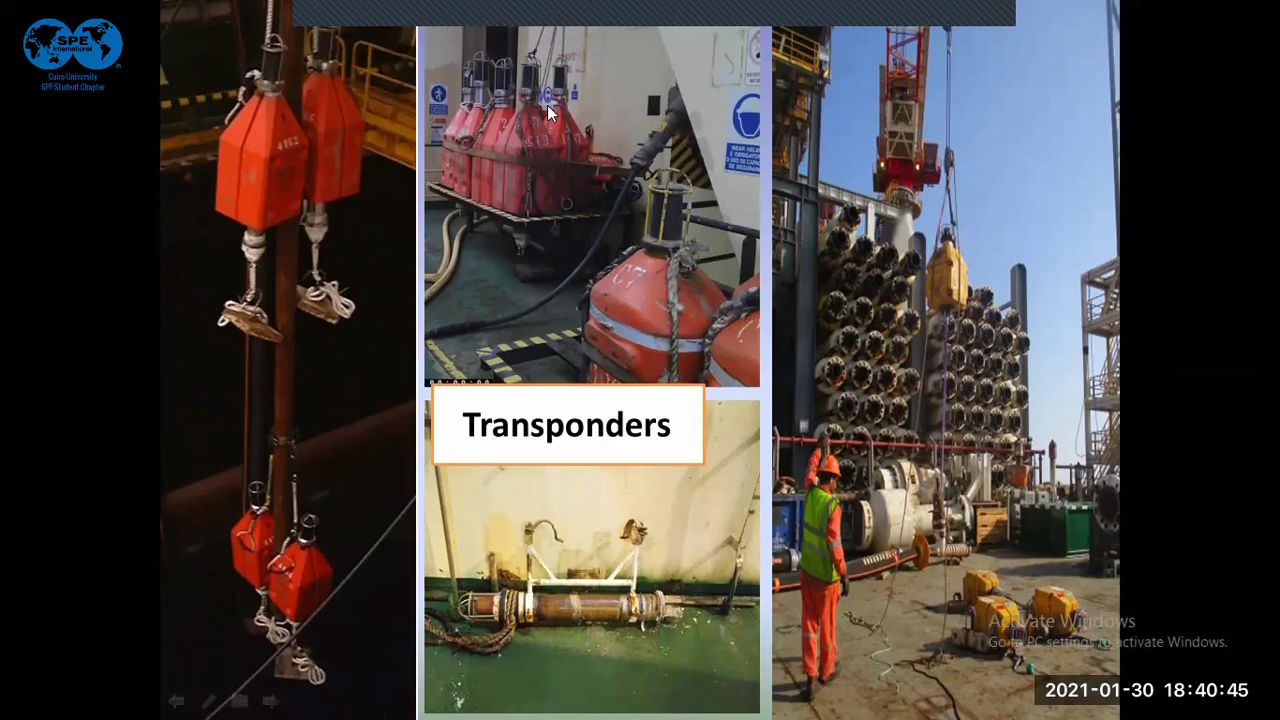 SPE
International
Cairo University
SPE Student Chapter
WEAR HELMET
Transponders
Activate Windows
Go to PC settings to activate Windows.
2021-01-30 18:40:45